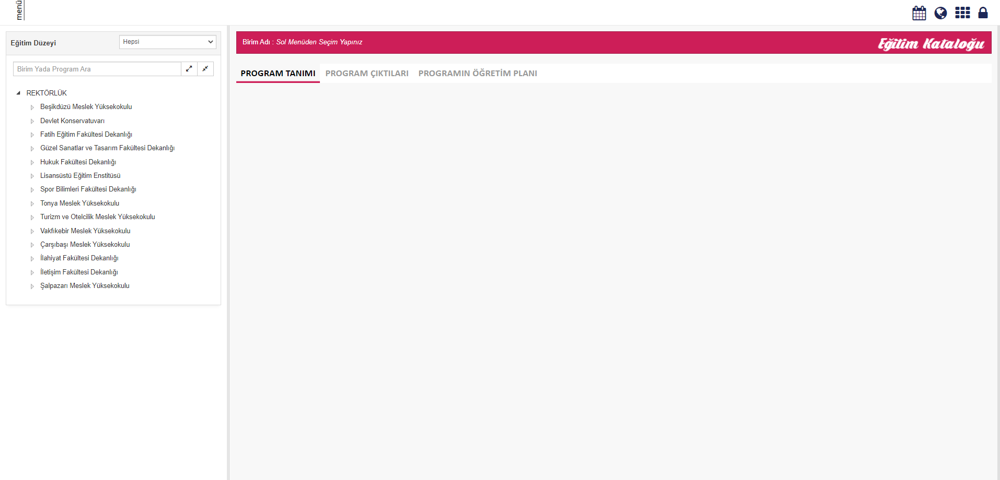 menü
Eğitim Düzeyi
Hepsi
Birim Yada Program Ara
REKTÖRLÜK
Beşikdüzü Meslek Yüksekokulu
Devlet Konservatuvarı
Fatih Eğitim Fakültesi Dekanlığı
Güzel Sanatlar ve Tasarım Fakültesi Dekanlığı
Hukuk Fakültesi Dekanlığı
Lisansüstü Eğitim Enstitüsü
Spor Bilimleri Fakültesi Dekanlığı
Tonya Meslek Yüksekokulu
Turizm ve Otelcilik Meslek Yüksekokulu
Vakfıkebir Meslek Yüksekokulu
Çarşıbaşı Meslek Yüksekokulu
İlahiyat Fakültesi Dekanlığı
İletişim Fakültesi Dekanlığı
Şalpazarı Meslek Yüksekokulu
Birim Adı : Sol Menüden Seçim Yapınız
Eğitim Kataloğu
PROGRAM TANIMI PROGRAM ÇIKTILARI PROGRAMIN ÖĞRETİM PLANI